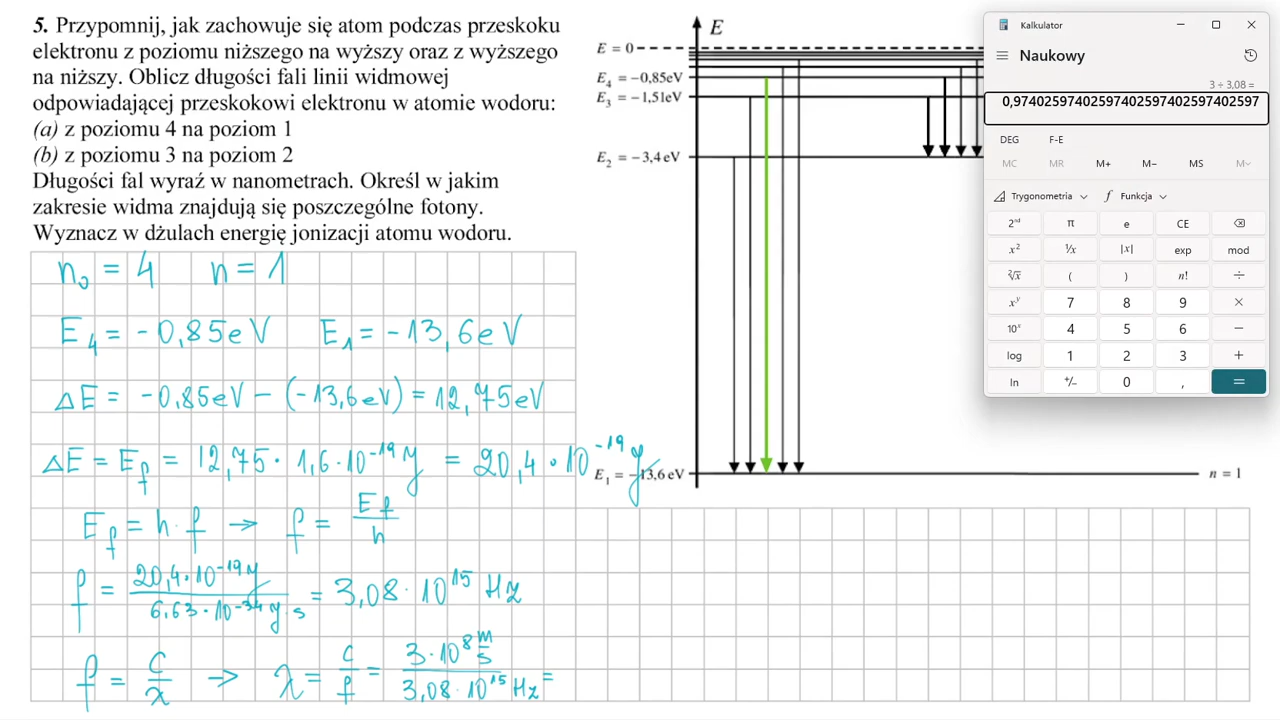 5. Przypomnij, jak zachowuje się atom podczas przeskoku
elektronu z poziomu niższego na wyższy oraz z wyższego
na niższy. Oblicz długości fali linii widmowej
odpowiadającej przeskokowi elektronu w atomie wodoru:
(a) z poziomu 4 na poziom 1
(b) z poziomu 3 na poziom 2
Długości fal wyraź w nanometrach. Określ w jakim
zakresie widma znajdują się poszczególne fotony.
Wyznacz w dżulach energię jonizacji atomu wodoru.
n₀ = 4 n = 1
E₄ = -0,85eV E₁ = -13,6eV
ΔE = -0,85eV - (-13,6eV) = 12,75eV
ΔE = E_f = 12,75 · 1,6 · 10⁻¹⁹ J = 20,4 · 10⁻¹⁹ J
E_f = h · f → f = E_f / h
f = 20,4 · 10⁻¹⁹ J / 6,63 · 10⁻³⁴ J · s = 3,08 · 10¹⁵ Hz
f = c / λ → λ = c / f = 3 · 10⁸ m/s / 3,08 · 10¹⁵ Hz =
E
E = 0
E₄ = −0,85eV
E₃ = −1,51eV
E₂ = −3,4eV
E₁ = −13,6eV
n = 1
Kalkulator
Naukowy
3 ÷ 3,08 =
0,97402597402597402597402597402597
DEG F-E
MC MR M+ M− MS M˅
Trygonometria Funkcja
2ⁿᵈ π e CE
x² ¹/x |x| exp mod
²√x ( ) n! ÷
xʸ 7 8 9 ×
10ˣ 4 5 6 −
log 1 2 3 +
ln +/− 0 , =